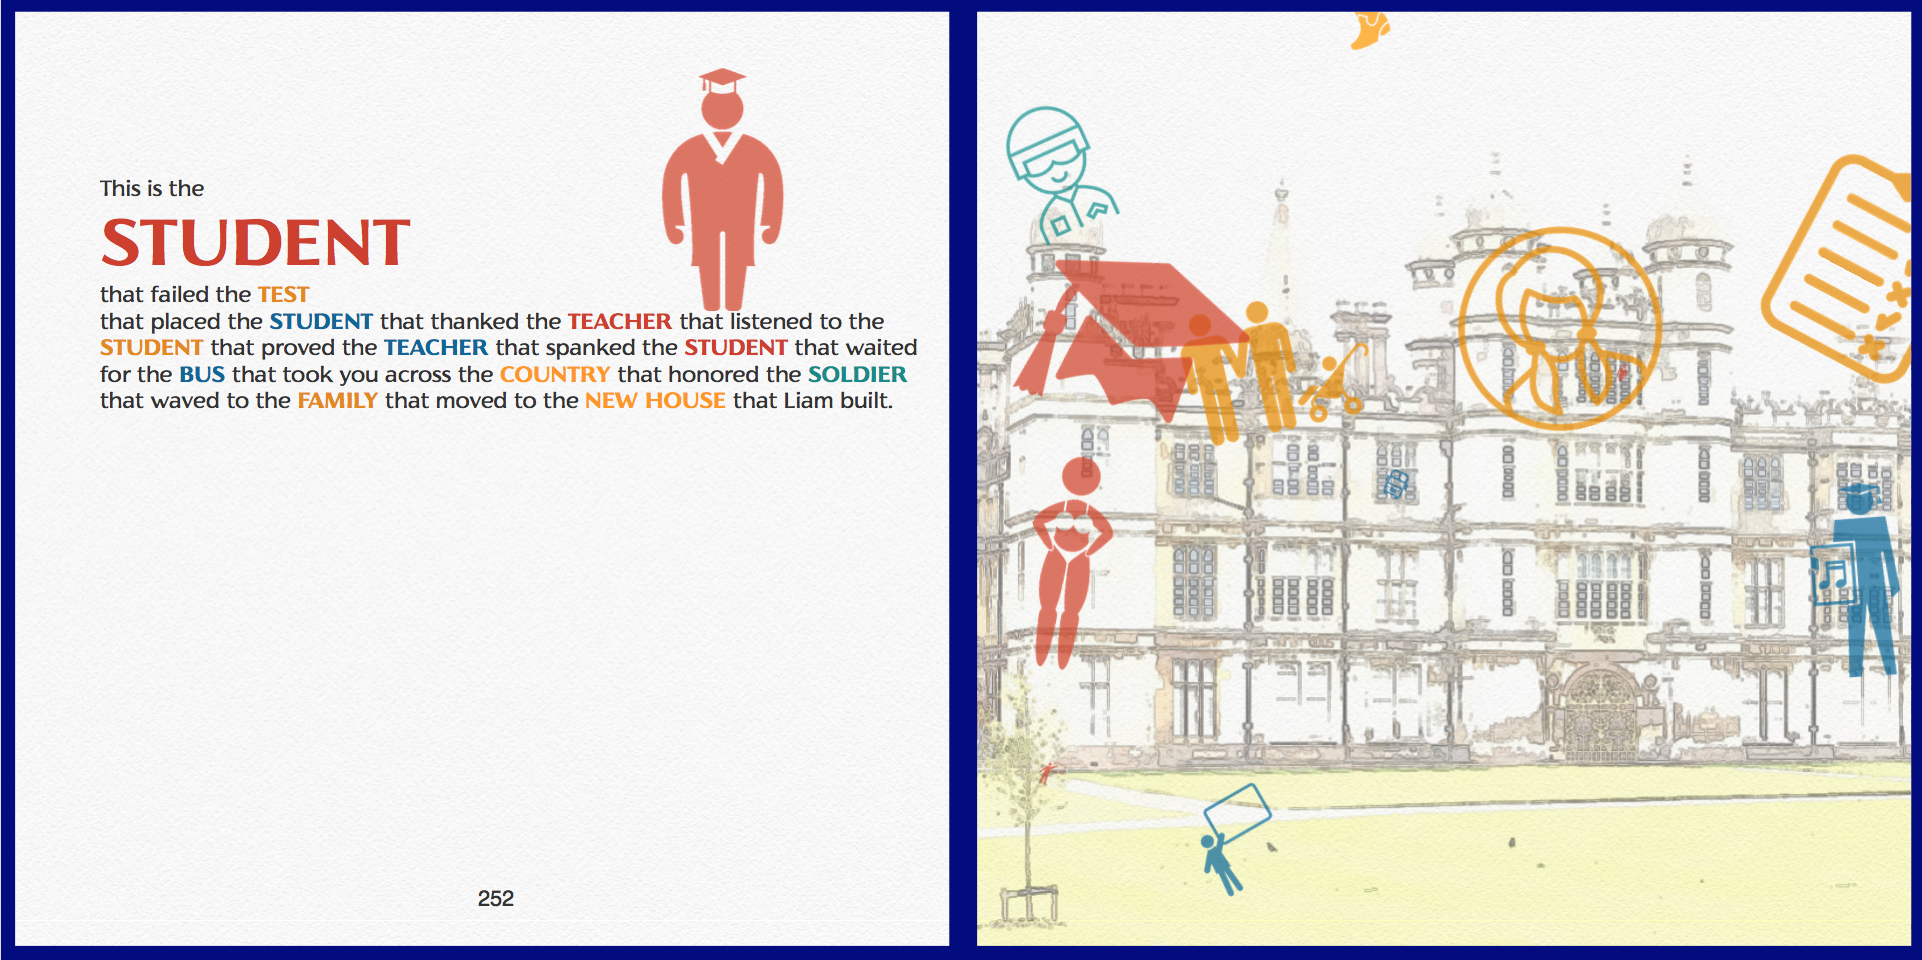 This is the
STUDENT
that failed the TEST
that placed the STUDENT that thanked the TEACHER that listened to the
STUDENT that proved the TEACHER that spanked the STUDENT that waited
for the BUS that took you across the COUNTRY that honored the SOLDIER
that waved to the FAMILY that moved to the NEW HOUSE that Liam built.
252